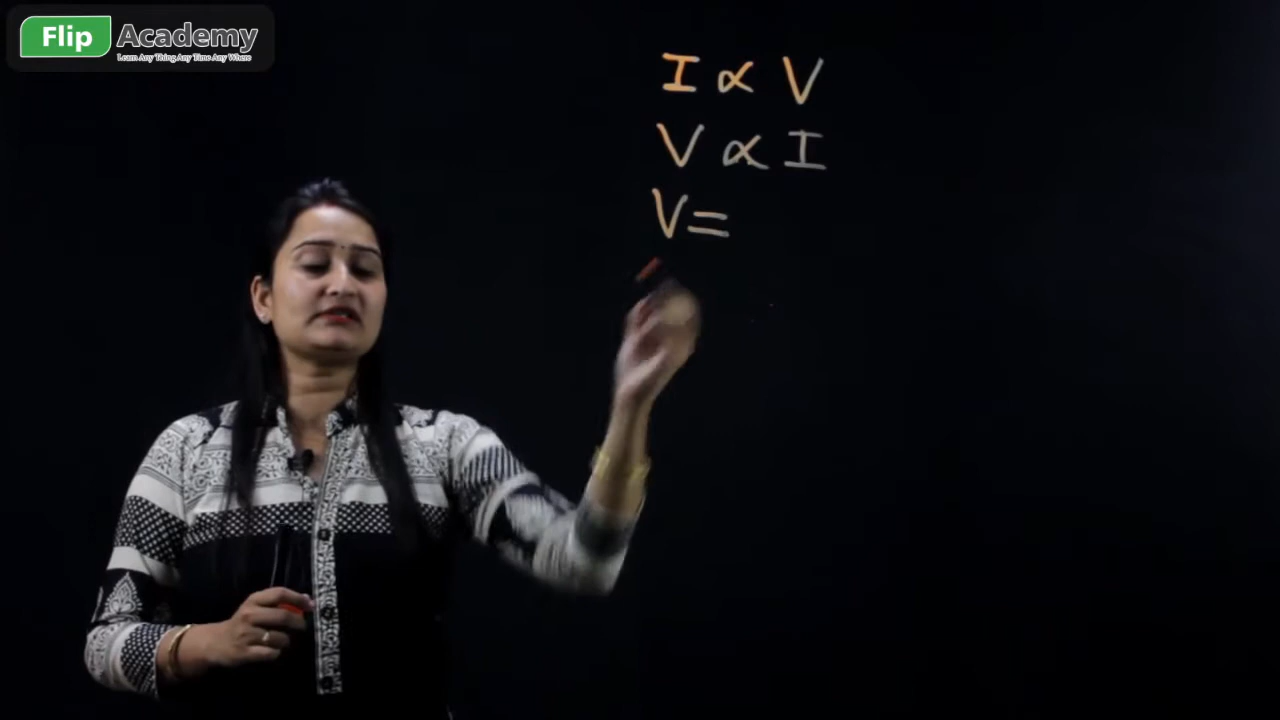 Flip Academy
Learn Any Thing Any Time Any Where
I ∝ V
V ∝ I
V =